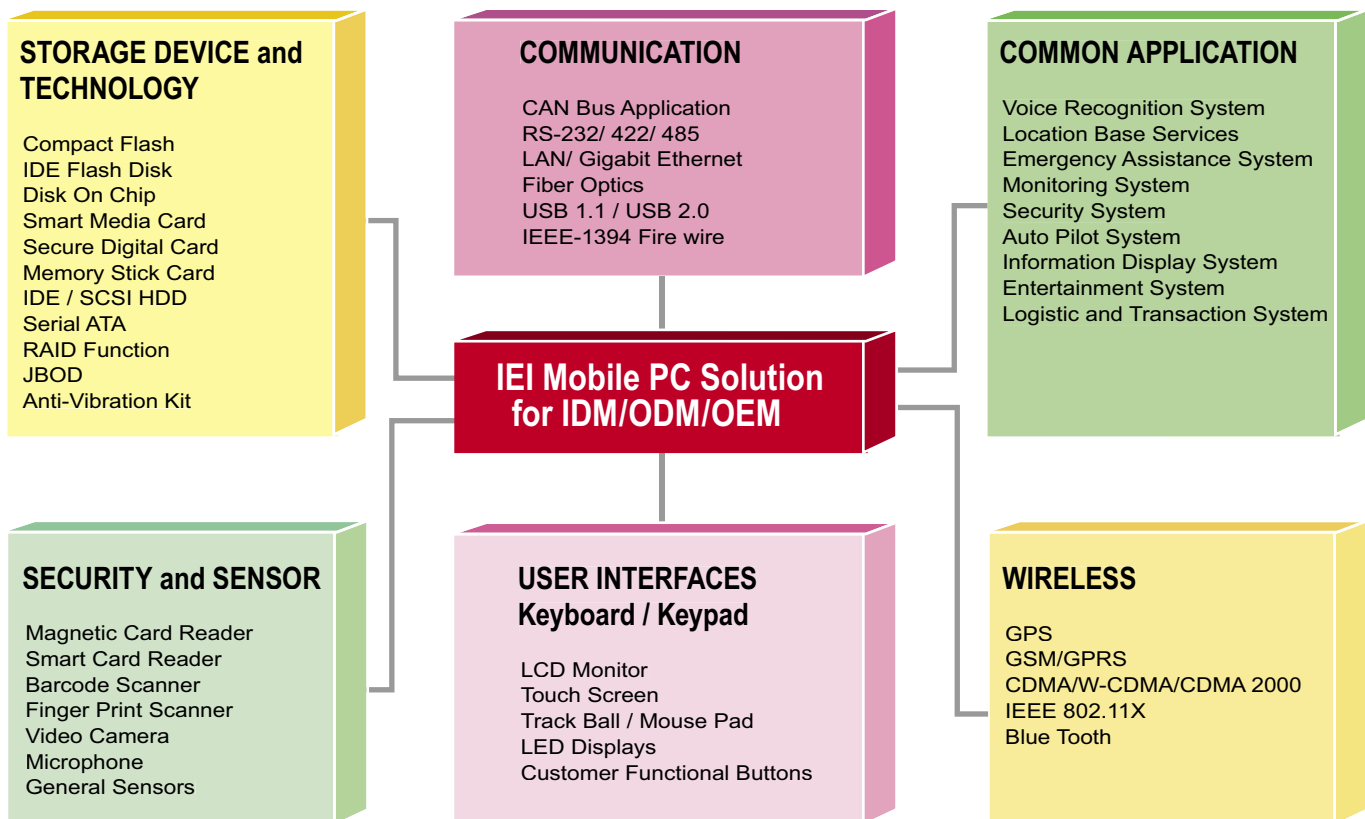 STORAGE DEVICE and
TECHNOLOGY
Compact Flash
IDE Flash Disk
Disk On Chip
Smart Media Card
Secure Digital Card
Memory Stick Card
IDE / SCSI HDD
Serial ATA
RAID Function
JBOD
Anti-Vibration Kit
COMMUNICATION
CAN Bus Application
RS-232/ 422/ 485
LAN/ Gigabit Ethernet
Fiber Optics
USB 1.1 / USB 2.0
IEEE-1394 Fire wire
COMMON APPLICATION
Voice Recognition System
Location Base Services
Emergency Assistance System
Monitoring System
Security System
Auto Pilot System
Information Display System
Entertainment System
Logistic and Transaction System
IEI Mobile PC Solution
for IDM/ODM/OEM
SECURITY and SENSOR
Magnetic Card Reader
Smart Card Reader
Barcode Scanner
Finger Print Scanner
Video Camera
Microphone
General Sensors
USER INTERFACES
Keyboard / Keypad
LCD Monitor
Touch Screen
Track Ball / Mouse Pad
LED Displays
Customer Functional Buttons
WIRELESS
GPS
GSM/GPRS
CDMA/W-CDMA/CDMA 2000
IEEE 802.11X
Blue Tooth